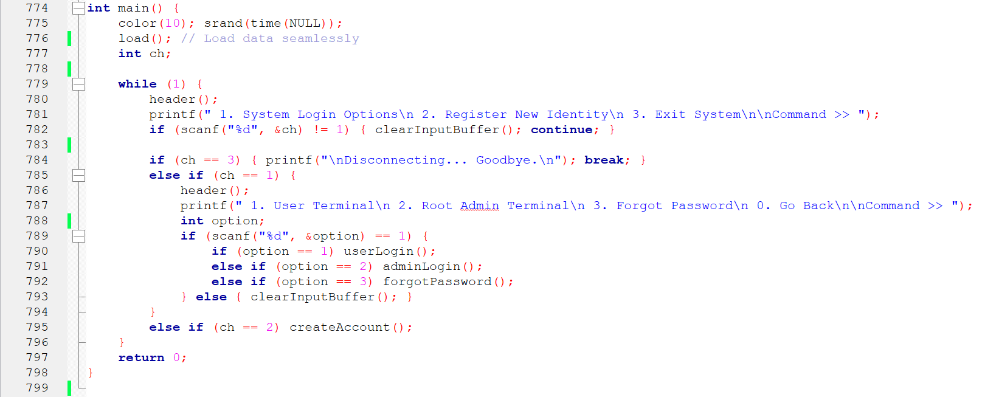 774 int main() {
775     color(10); srand(time(NULL));
776     load(); // Load data seamlessly
777     int ch;
778
779     while (1) {
780         header();
781         printf(" 1. System Login Options\n 2. Register New Identity\n 3. Exit System\n\nCommand >> ");
782         if (scanf("%d", &ch) != 1) { clearInputBuffer(); continue; }
783
784         if (ch == 3) { printf("\nDisconnecting... Goodbye.\n"); break; }
785         else if (ch == 1) {
786             header();
787             printf(" 1. User Terminal\n 2. Root Admin Terminal\n 3. Forgot Password\n 0. Go Back\n\nCommand >> ");
788             int option;
789             if (scanf("%d", &option) == 1) {
790                 if (option == 1) userLogin();
791                 else if (option == 2) adminLogin();
792                 else if (option == 3) forgotPassword();
793             } else { clearInputBuffer(); }
794         }
795         else if (ch == 2) createAccount();
796     }
797     return 0;
798 }
799